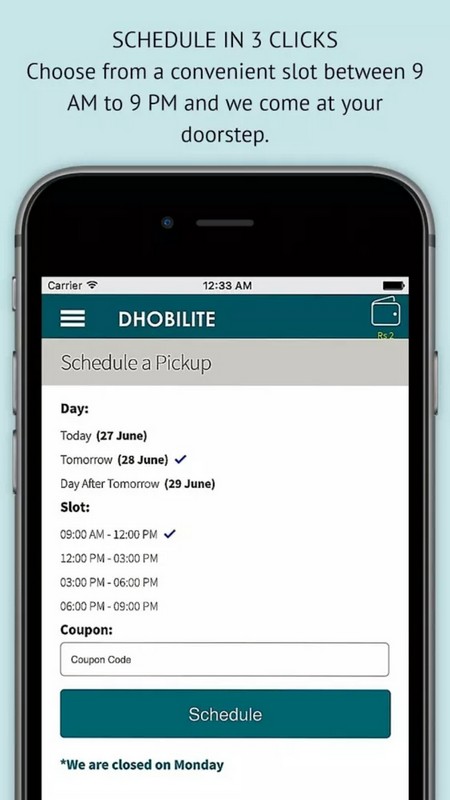 SCHEDULE IN 3 CLICKS
Choose from a convenient slot between 9
AM to 9 PM and we come at your
doorstep.
Carrier 12:33 AM
DHOBILITE
Rs 2
Schedule a Pickup
Day:
Today (27 June)
Tomorrow (28 June)
Day After Tomorrow (29 June)
Slot:
09:00 AM - 12:00 PM
12:00 PM - 03:00 PM
03:00 PM - 06:00 PM
06:00 PM - 09:00 PM
Coupon:
Coupon Code
Schedule
*We are closed on Monday